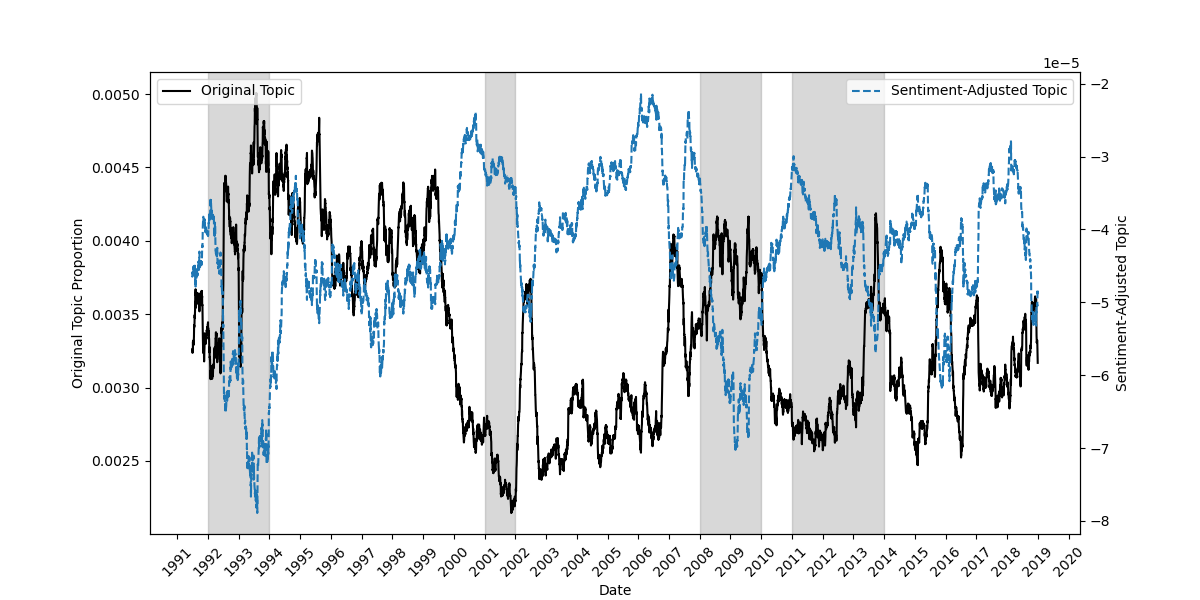 1e−5
Original Topic
Sentiment-Adjusted Topic
Original Topic Proportion
0.0050
0.0045
0.0040
0.0035
0.0030
0.0025
−2
−3
−4
−5
−6
−7
−8
Sentiment-Adjusted Topic
1991 1992 1993 1994 1995 1996 1997 1998 1999 2000 2001 2002 2003 2004 2005 2006 2007 2008 2009 2010 2011 2012 2013 2014 2015 2016 2017 2018 2019 2020
Date